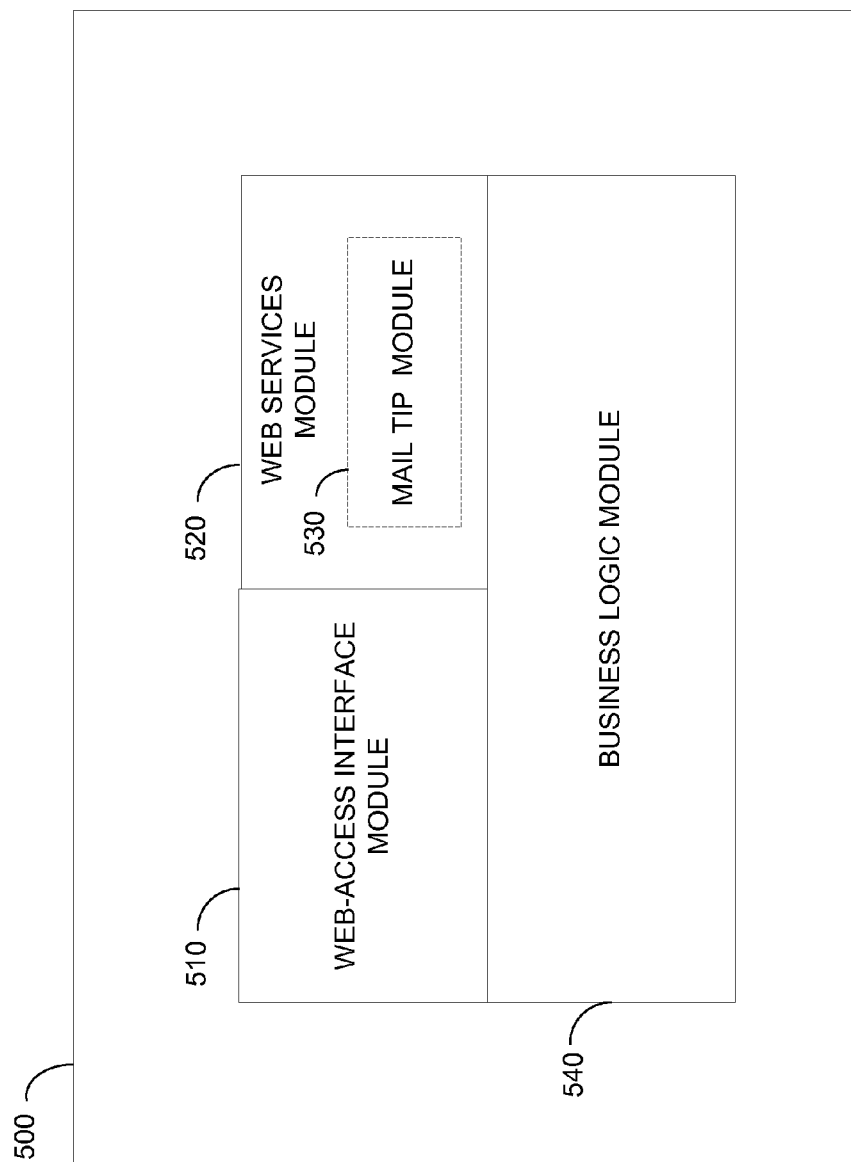 500
510
WEB-ACCESS INTERFACE
MODULE
520
WEB SERVICES
MODULE
530
MAIL TIP MODULE
540
BUSINESS LOGIC MODULE